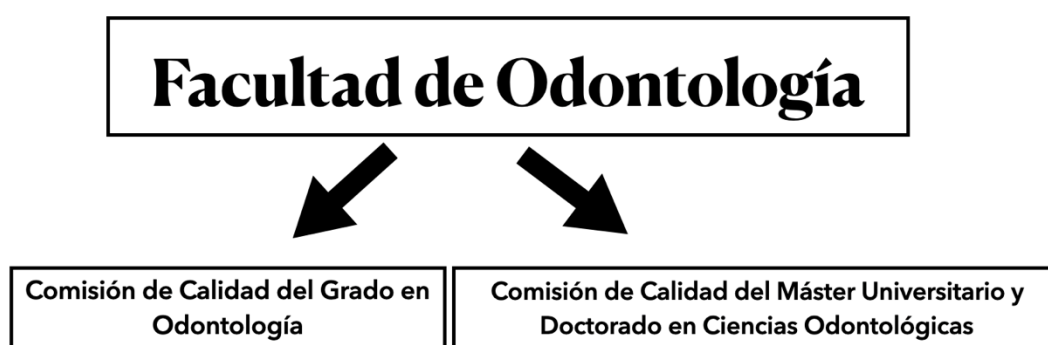 Facultad de Odontología
Comisión de Calidad del Grado en
Odontología
Comisión de Calidad del Máster Universitario y
Doctorado en Ciencias Odontológicas